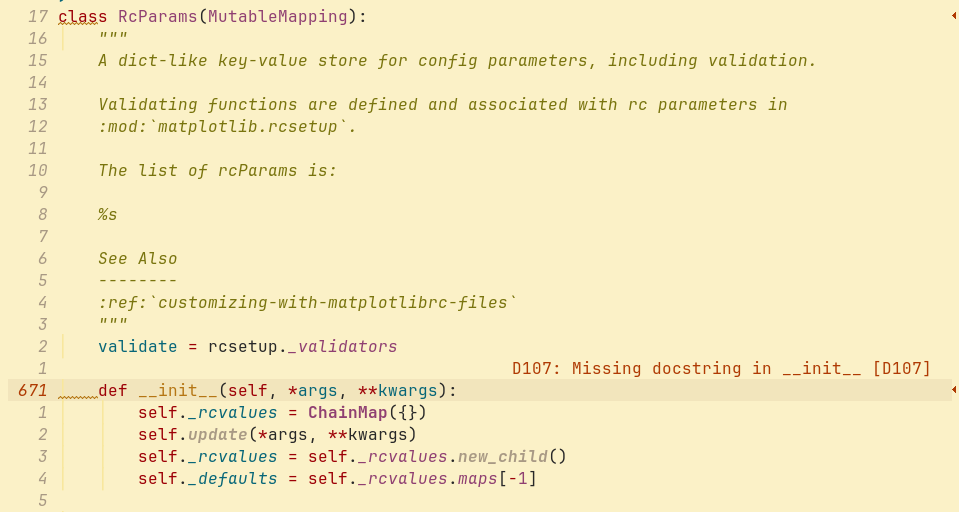 17 class RcParams(MutableMapping):
16     """
15     A dict-like key-value store for config parameters, including validation.
14
13     Validating functions are defined and associated with rc parameters in
12     :mod:`matplotlib.rcsetup`.
11
10     The list of rcParams is:
9
8     %s
7
6     See Also
5     --------
4     :ref:`customizing-with-matplotlibrc-files`
3     """
2     validate = rcsetup._validators
1     D107: Missing docstring in __init__ [D107]
671     def __init__(self, *args, **kwargs):
1         self._rcvalues = ChainMap({})
2         self.update(*args, **kwargs)
3         self._rcvalues = self._rcvalues.new_child()
4         self._defaults = self._rcvalues.maps[-1]
5